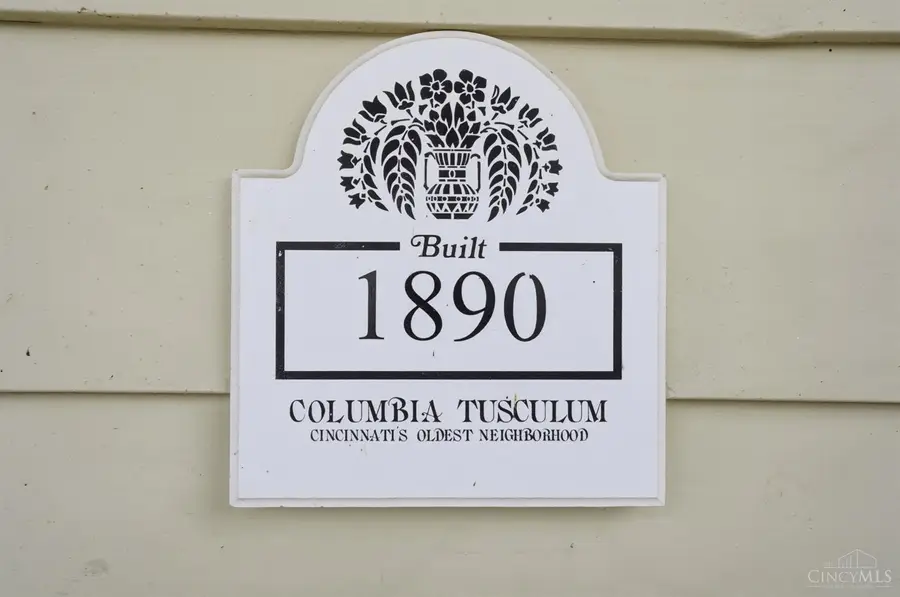 Built
1890
COLUMBIA TUSCULUM
CINCINNATI'S OLDEST NEIGHBORHOOD
CINCYMLS